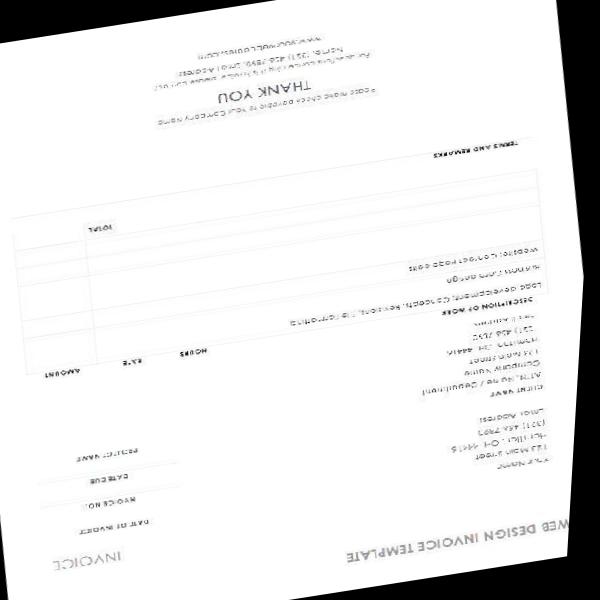 WEB DESIGN INVOICE TEMPLATE
INVOICE
Your Name
123 Main Street
Hamilton, OH 44416
(321) 456-7890
Email Address
DATE OF INVOICE
INVOICE NO.
DATE DUE
PROJECT NAME
CLIENT NAME
ATTN: Name / Department
Company Name
123 Main Street
Hamilton, OH 44416
(321) 456-7890
Email Address
DESCRIPTION OF WORK
HOURS
RATE
AMOUNT
Logo development: Concepts, Revisions, File Formatting
Business Card design
Website: Content Page edits
TOTAL
TERMS AND REMARKS
Please make check payable to Your Company Name
THANK YOU
For questions concerning this invoice, please contact
Name, (321) 456-7890, Email Address
www.yourwebaddress.com